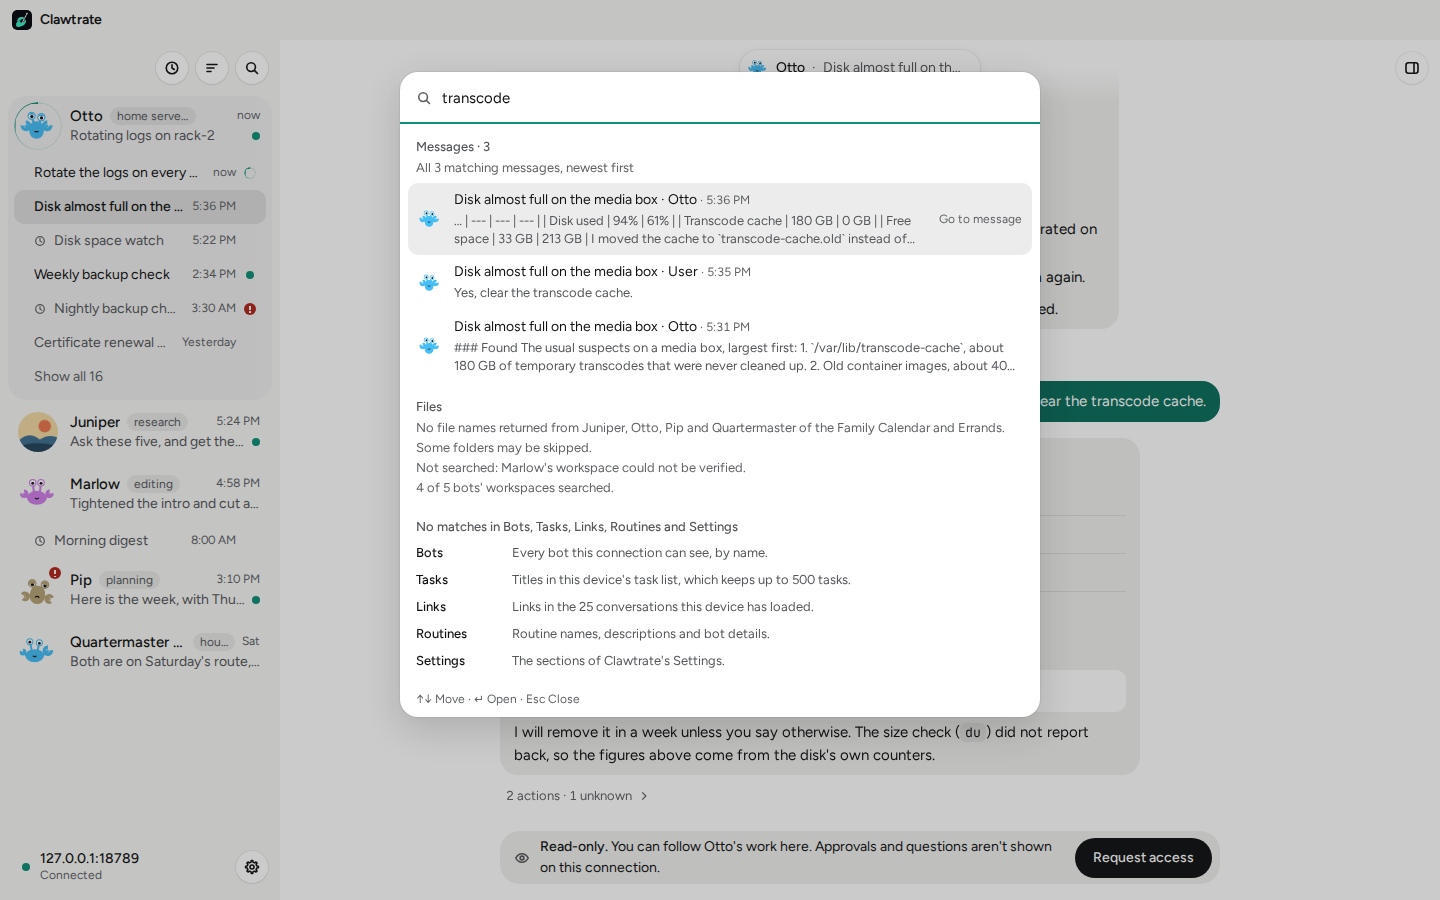 Clawtrate
Otto home serve... now
Rotating logs on rack-2
Rotate the logs on every ... now
Disk almost full on the ... 5:36 PM
Disk space watch 5:22 PM
Weekly backup check 2:34 PM
Nightly backup ch... 3:30 AM
Certificate renewal ... Yesterday
Show all 16
Juniper research 5:24 PM
Ask these five, and get the...
Marlow editing 4:58 PM
Tightened the intro and cut a...
Morning digest 8:00 AM
Pip planning 3:10 PM
Here is the week, with Thu...
Quartermaster ... hou... Sat
Both are on Saturday's route,...
127.0.0.1:18789
Connected
Otto · Disk almost full on th...
transcode
Messages · 3
All 3 matching messages, newest first
Disk almost full on the media box · Otto · 5:36 PM
... | --- | --- | --- | | Disk used | 94% | 61% | | Transcode cache | 180 GB | 0 GB | | Free
space | 33 GB | 213 GB | I moved the cache to `transcode-cache.old` instead of...
Go to message
Disk almost full on the media box · User · 5:35 PM
Yes, clear the transcode cache.
Disk almost full on the media box · Otto · 5:31 PM
### Found The usual suspects on a media box, largest first: 1. `/var/lib/transcode-cache`, about
180 GB of temporary transcodes that were never cleaned up. 2. Old container images, about 40...
Files
No file names returned from Juniper, Otto, Pip and Quartermaster of the Family Calendar and Errands.
Some folders may be skipped.
Not searched: Marlow's workspace could not be verified.
4 of 5 bots' workspaces searched.
No matches in Bots, Tasks, Links, Routines and Settings
Bots Every bot this connection can see, by name.
Tasks Titles in this device's task list, which keeps up to 500 tasks.
Links Links in the 25 conversations this device has loaded.
Routines Routine names, descriptions and bot details.
Settings The sections of Clawtrate's Settings.
↑↓ Move · ↵ Open · Esc Close
rated on
again.
ed.
ear the transcode cache.
I will remove it in a week unless you say otherwise. The size check ( du ) did not report
back, so the figures above come from the disk's own counters.
2 actions · 1 unknown >
Read-only. You can follow Otto's work here. Approvals and questions aren't shown
on this connection.
Request access